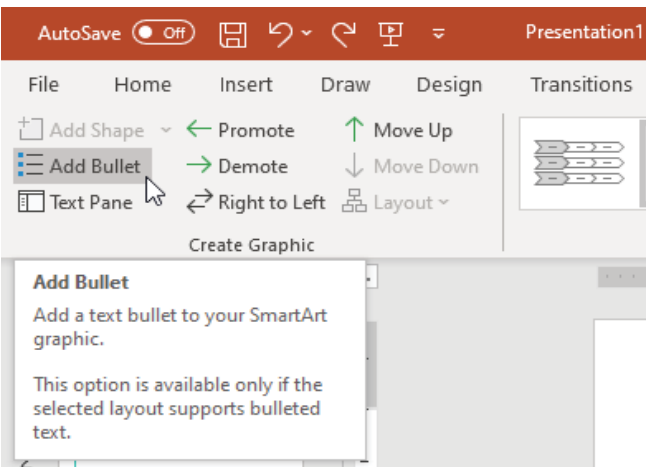 AutoSave Off Presentation1
File Home Insert Draw Design Transitions
Add Shape Promote Move Up
Add Bullet Demote Move Down
Text Pane Right to Left Layout
Create Graphic
Add Bullet
Add a text bullet to your SmartArt
graphic.
This option is available only if the
selected layout supports bulleted
text.